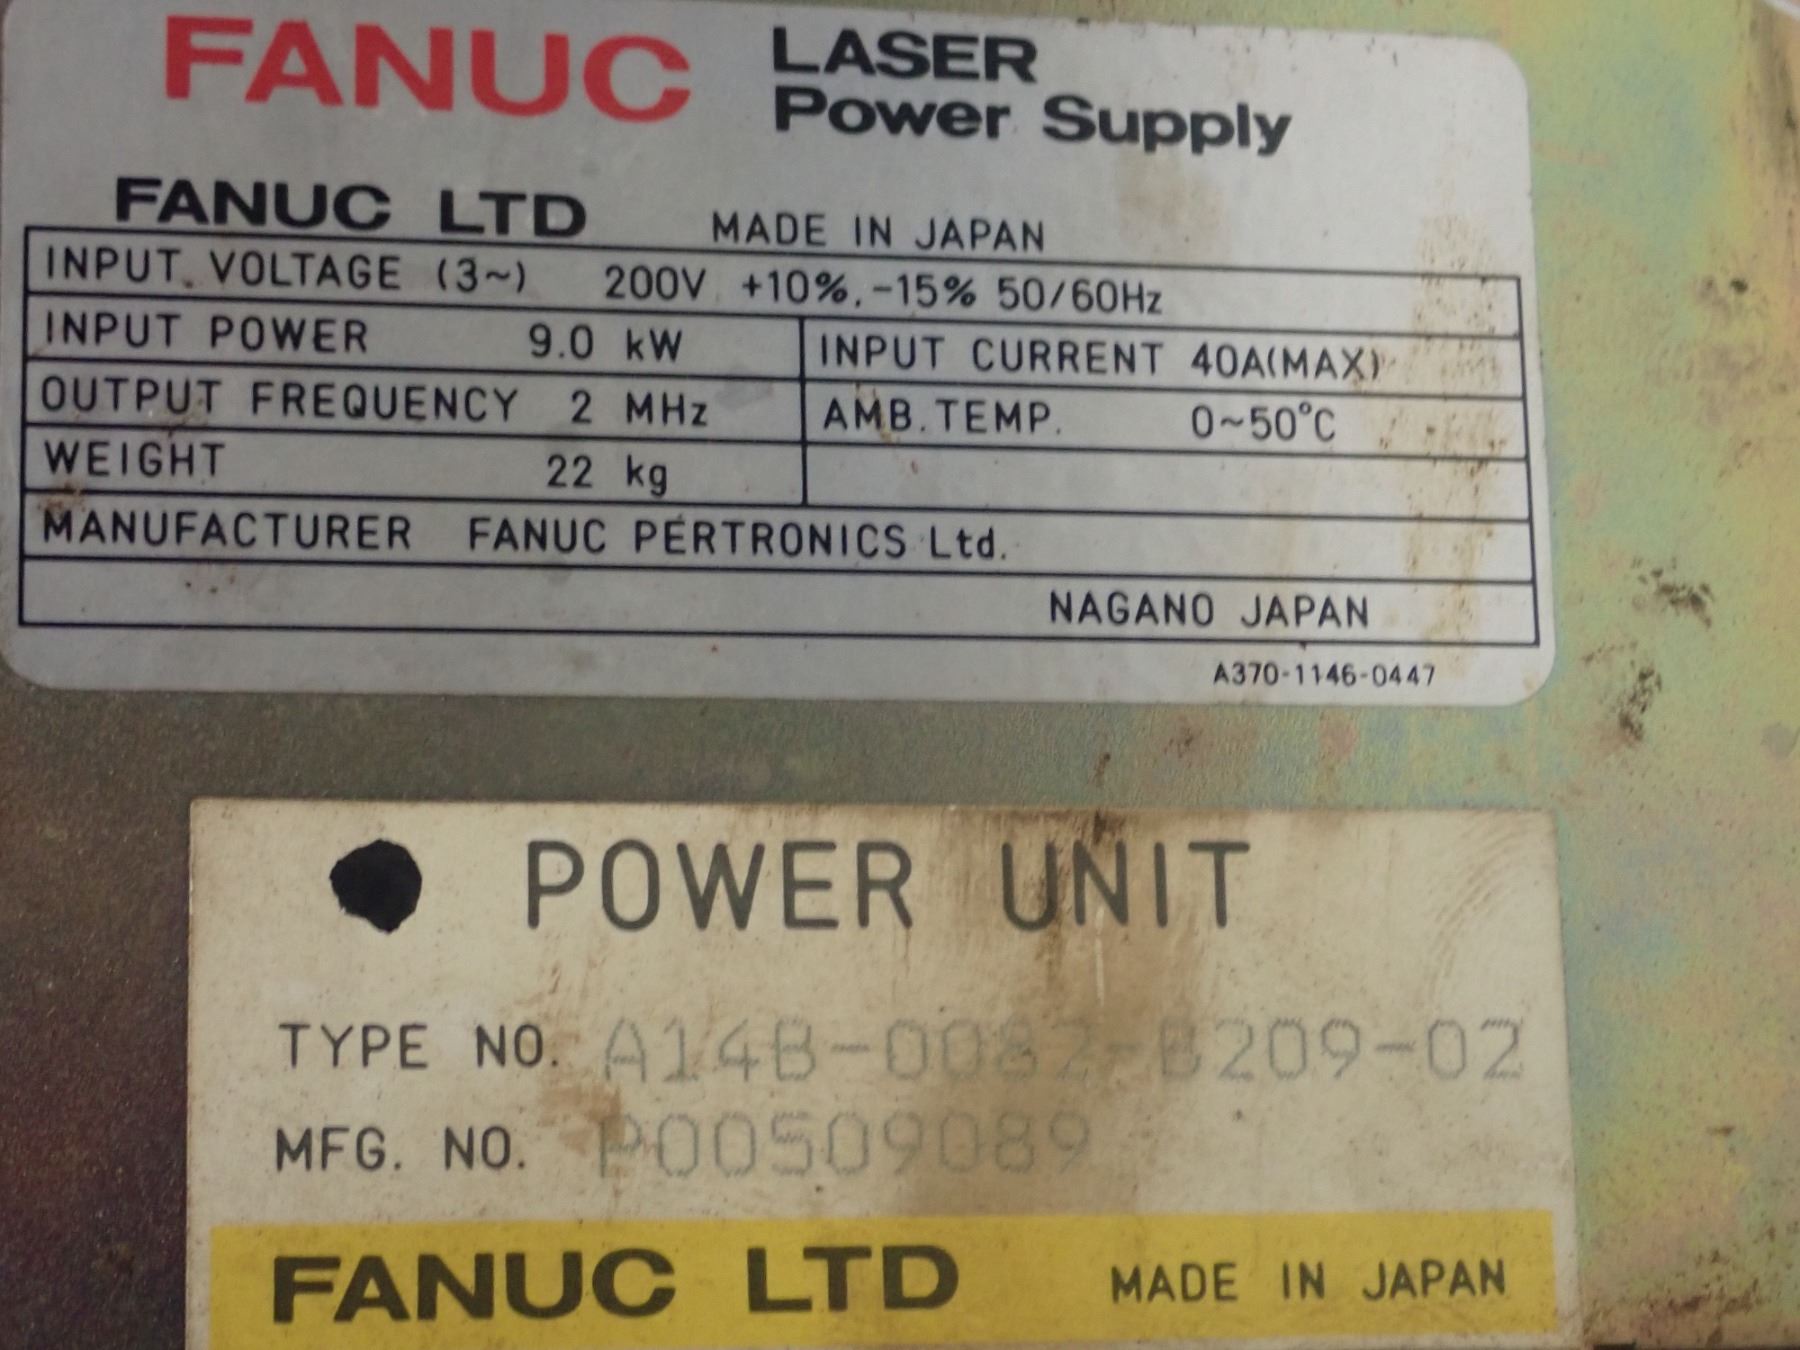 FANUC LASER
Power Supply
FANUC LTD MADE IN JAPAN
INPUT VOLTAGE (3~) 200V +10%,-15% 50/60Hz
INPUT POWER 9.0 kW INPUT CURRENT 40A(MAX)
OUTPUT FREQUENCY 2 MHz AMB.TEMP. 0~50°C
WEIGHT 22 kg
MANUFACTURER FANUC PERTRONICS Ltd.
NAGANO JAPAN
A370-1146-0447
POWER UNIT
TYPE NO. A14B-0082-B209-02
MFG. NO. P00509089
FANUC LTD MADE IN JAPAN